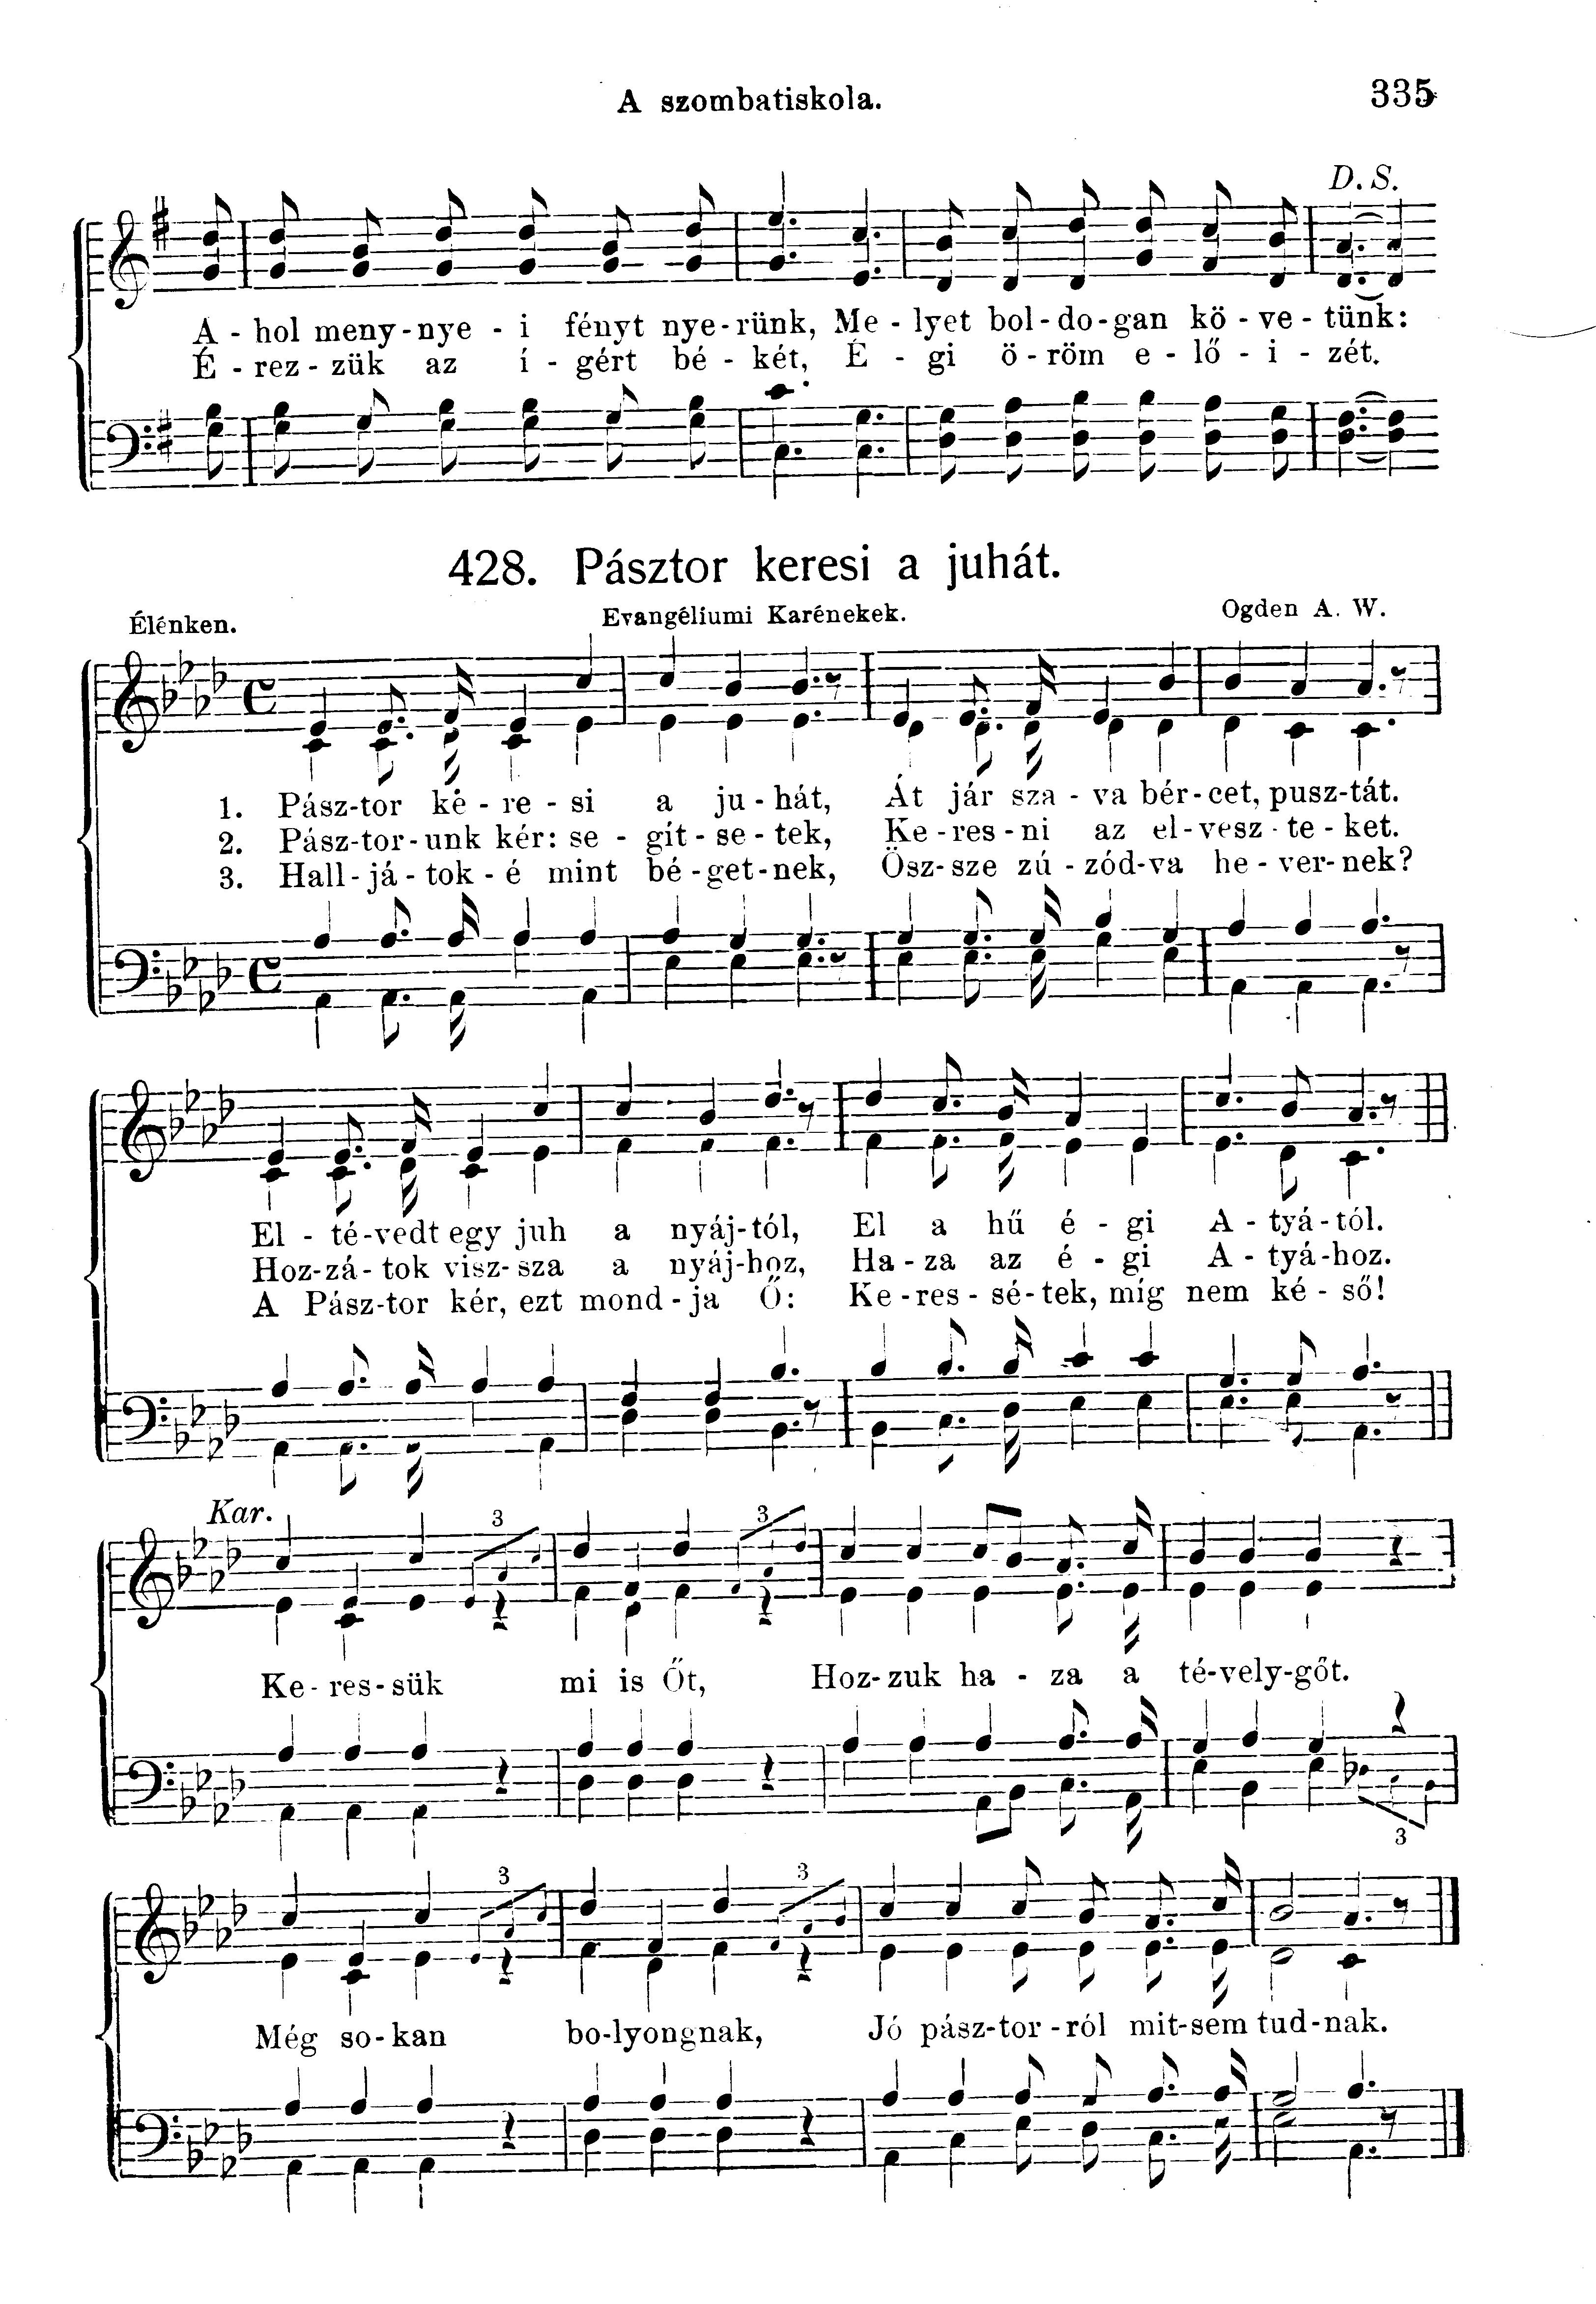 A szombatiskola. 335
D. S.
A - hol meny - nye - i fényt nye - rünk, Me - lyet bol - do - gan kö - ve - tünk:
É - rez - zük az í - gért bé - két, É - gi ö - röm e - lő - i - zét.
428. Pásztor keresi a juhát.
Élénken. Evangéliumi Karénekek. Ogden A. W.
1. Pász-tor ke - re - si a ju - hát, Át jár sza - va bér - cet, pusz-tát.
2. Pász-tor - unk kér: se - gít - se - tek, Ke - res - ni az el - vesz - te - ket.
3. Hall - já - tok - é mint bé - get - nek, Ösz - sze zú - zód - va he - ver - nek?
El - té - vedt egy juh a nyáj - tól, El a hű é - gi A - tyá - tól.
Hoz - zá - tok visz - sza a nyáj - hoz, Ha - za az é - gi A - tyá - hoz.
A Pász-tor kér, ezt mond - ja Ő: Ke - res - sé - tek, míg nem ké - ső!
Kar. 3 3
Ke - res - sük mi is Őt, Hoz - zuk ha - za a té - vely - gőt.
3
3 3
Még so - kan bo - lyongnak, Jó pász - tor - ról mit - sem tud - nak.